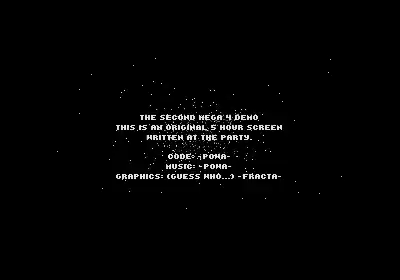 THE SECOND MEGA 4 DEMO
THIS IS AN ORIGINAL 5 HOUR SCREEN
WRITTEN AT THE PARTY.
CODE: -POMA-
MUSIC: -POMA-
GRAPHICS: (GUESS WHO...) -FRACTA-